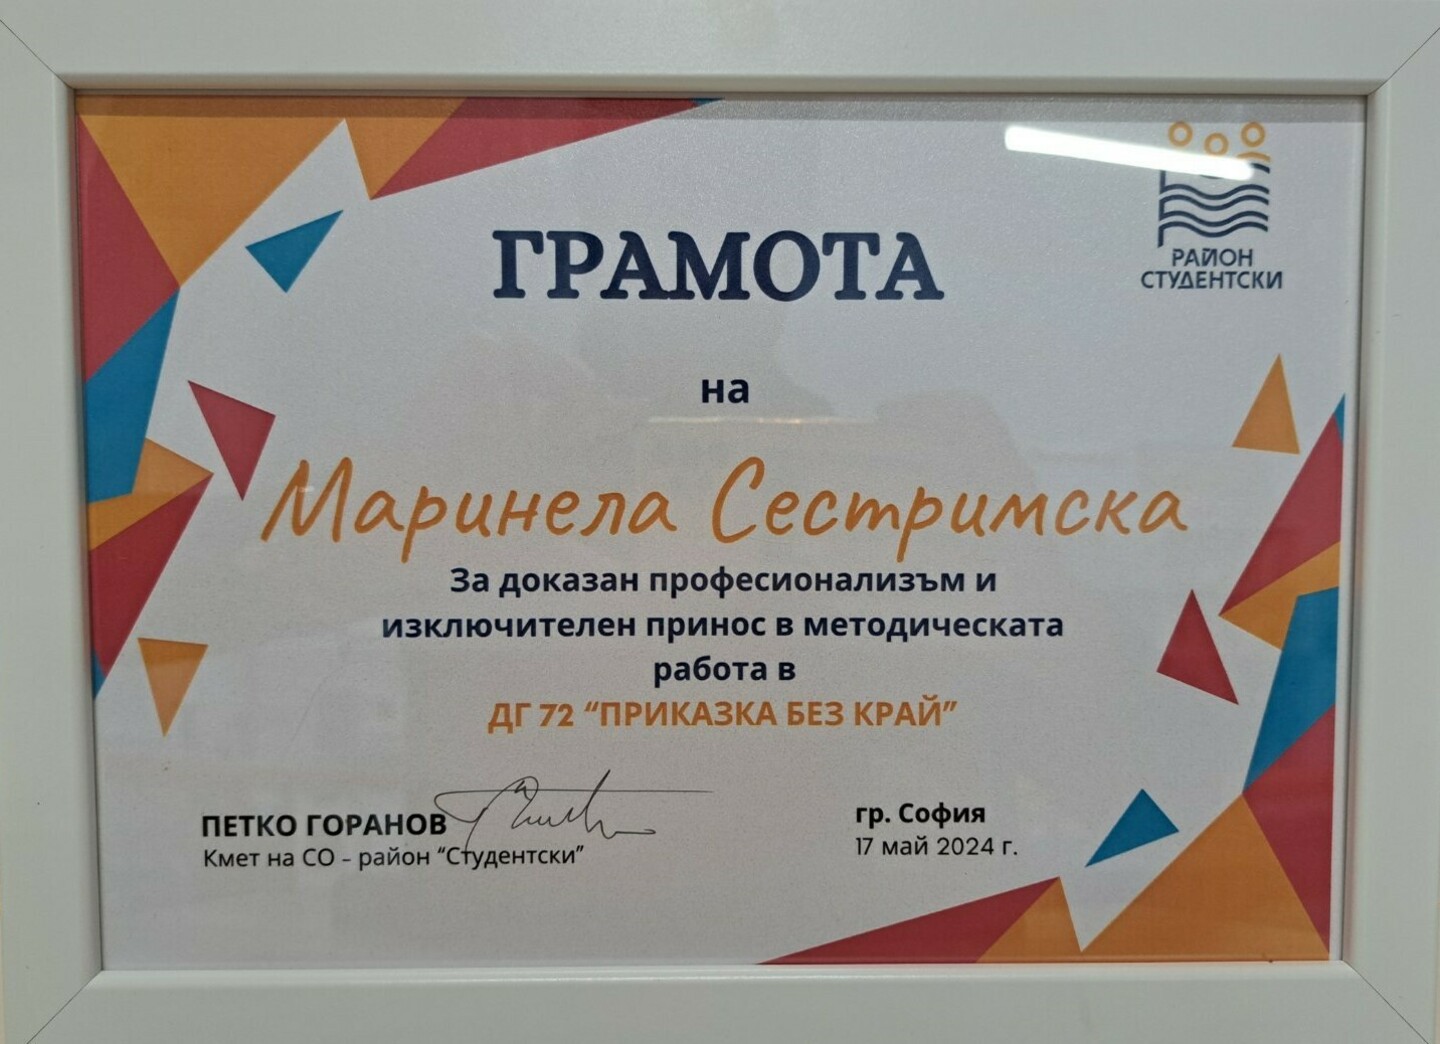 РАЙОН
СТУДЕНТСКИ
ГРАМОТА
на
Маринела Сестримска
За доказан професионализъм и
изключителен принос в методическата
работа в
ДГ 72 “ПРИКАЗКА БЕЗ КРАЙ”
ПЕТКО ГОРАНОВ
Кмет на СО - район “Студентски”
гр. София
17 май 2024 г.